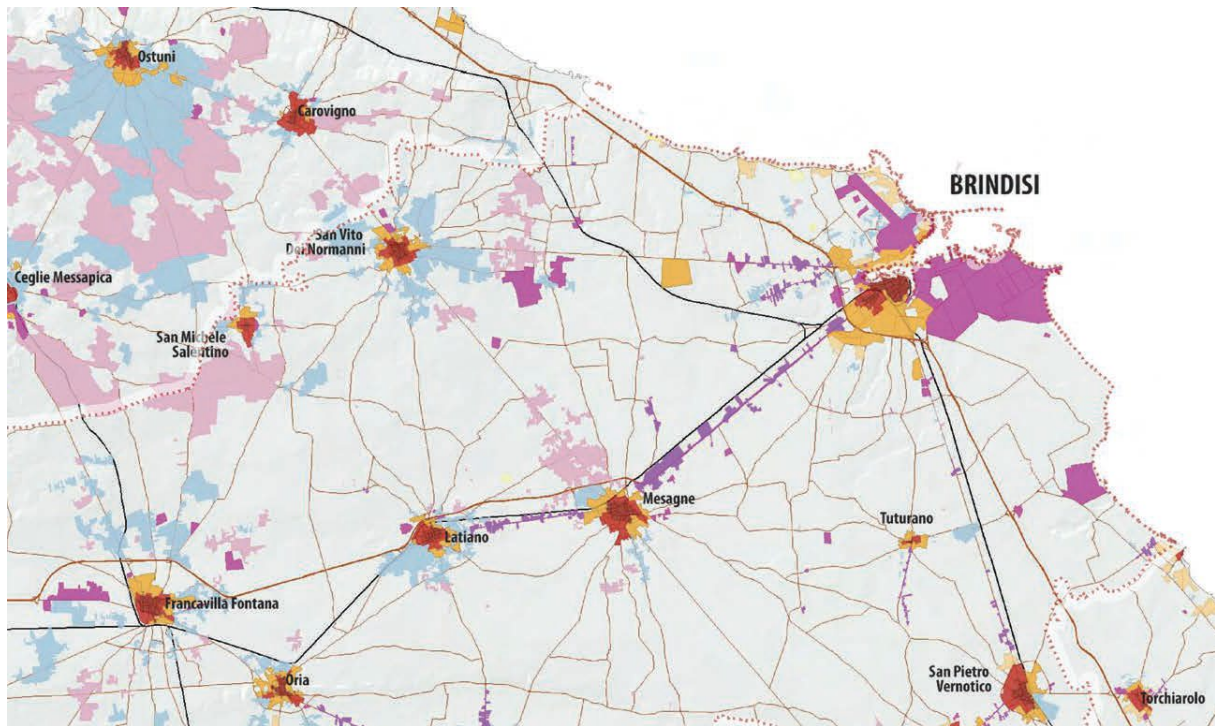 Ostuni
Carovigno
BRINDISI
San Vito
Dei Normanni
Ceglie Messapica
San Michele
Salentino
Mesagne
Latiano
Tuturano
Francavilla Fontana
Oria
San Pietro
Vernotico
Torchiarolo